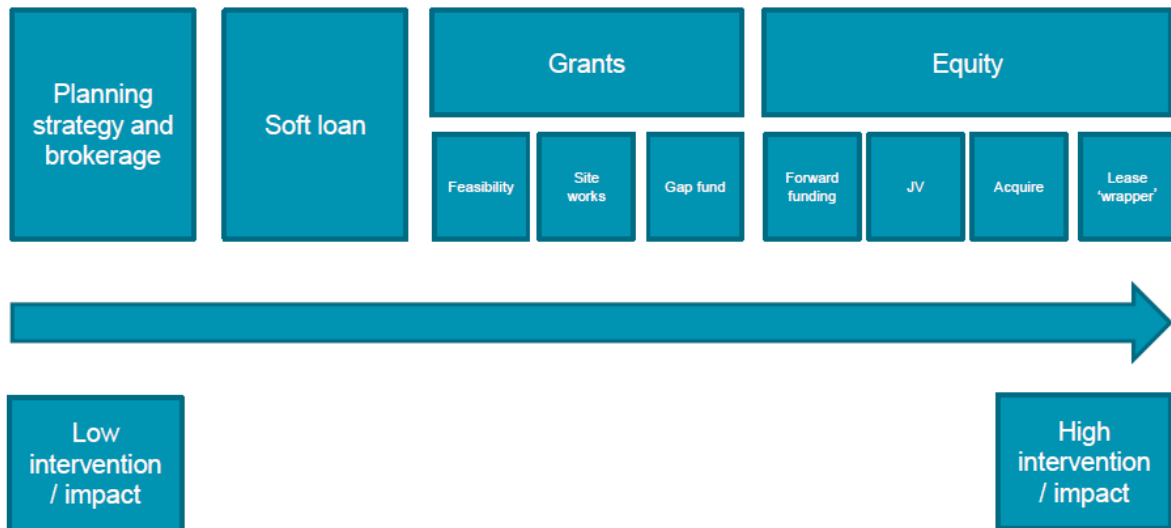 Planning
strategy and
brokerage
Soft loan
Grants
Equity
Feasibility
Site
works
Gap fund
Forward
funding
JV
Acquire
Lease
‘wrapper’
Low
intervention
/ impact
High
intervention
/ impact